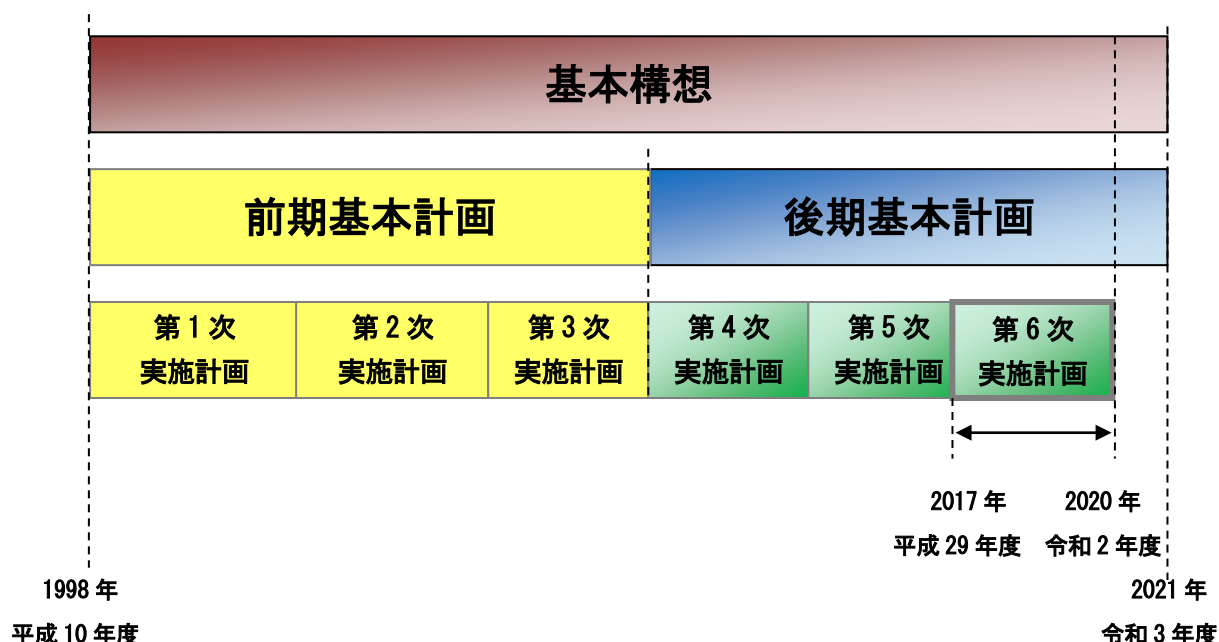 基本構想
前期基本計画
後期基本計画
第1次
実施計画
第2次
実施計画
第3次
実施計画
第4次
実施計画
第5次
実施計画
第6次
実施計画
2017年
平成29年度
2020年
令和2年度
1998年
平成10年度
2021年
令和3年度